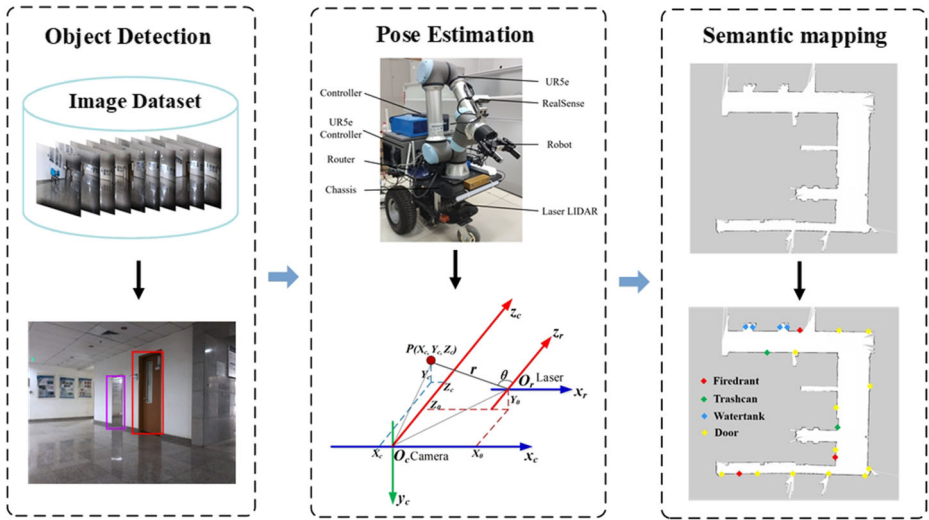 Object Detection
Image Dataset
Pose Estimation
Controller
UR5e
Controller
Router
Chassis
UR5e
RealSense
Robot
Laser LIDAR
z_c
z_r
P(X_c, Y_c, Z_c)
r
θ
O_r Laser
x_r
Y_c
Z_c
Z_0
Y_0
X_c
O_c Camera
X_0
x_c
y_c
Semantic mapping
Firedrant
Trashcan
Watertank
Door